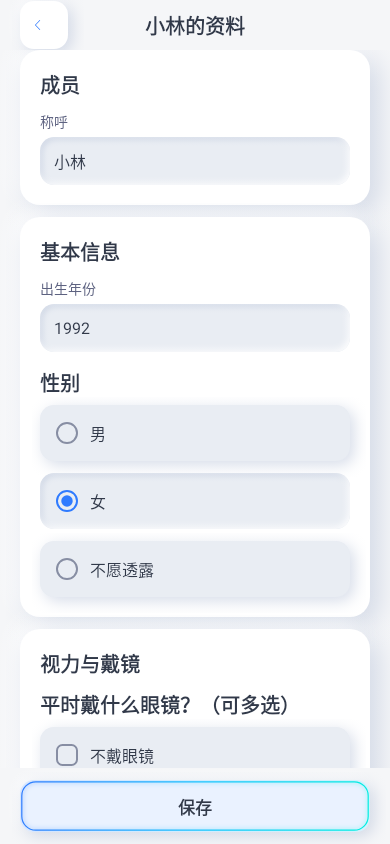 小林的资料
成员
称呼
小林
基本信息
出生年份
1992
性别
男
女
不愿透露
视力与戴镜
平时戴什么眼镜？（可多选）
不戴眼镜
保存